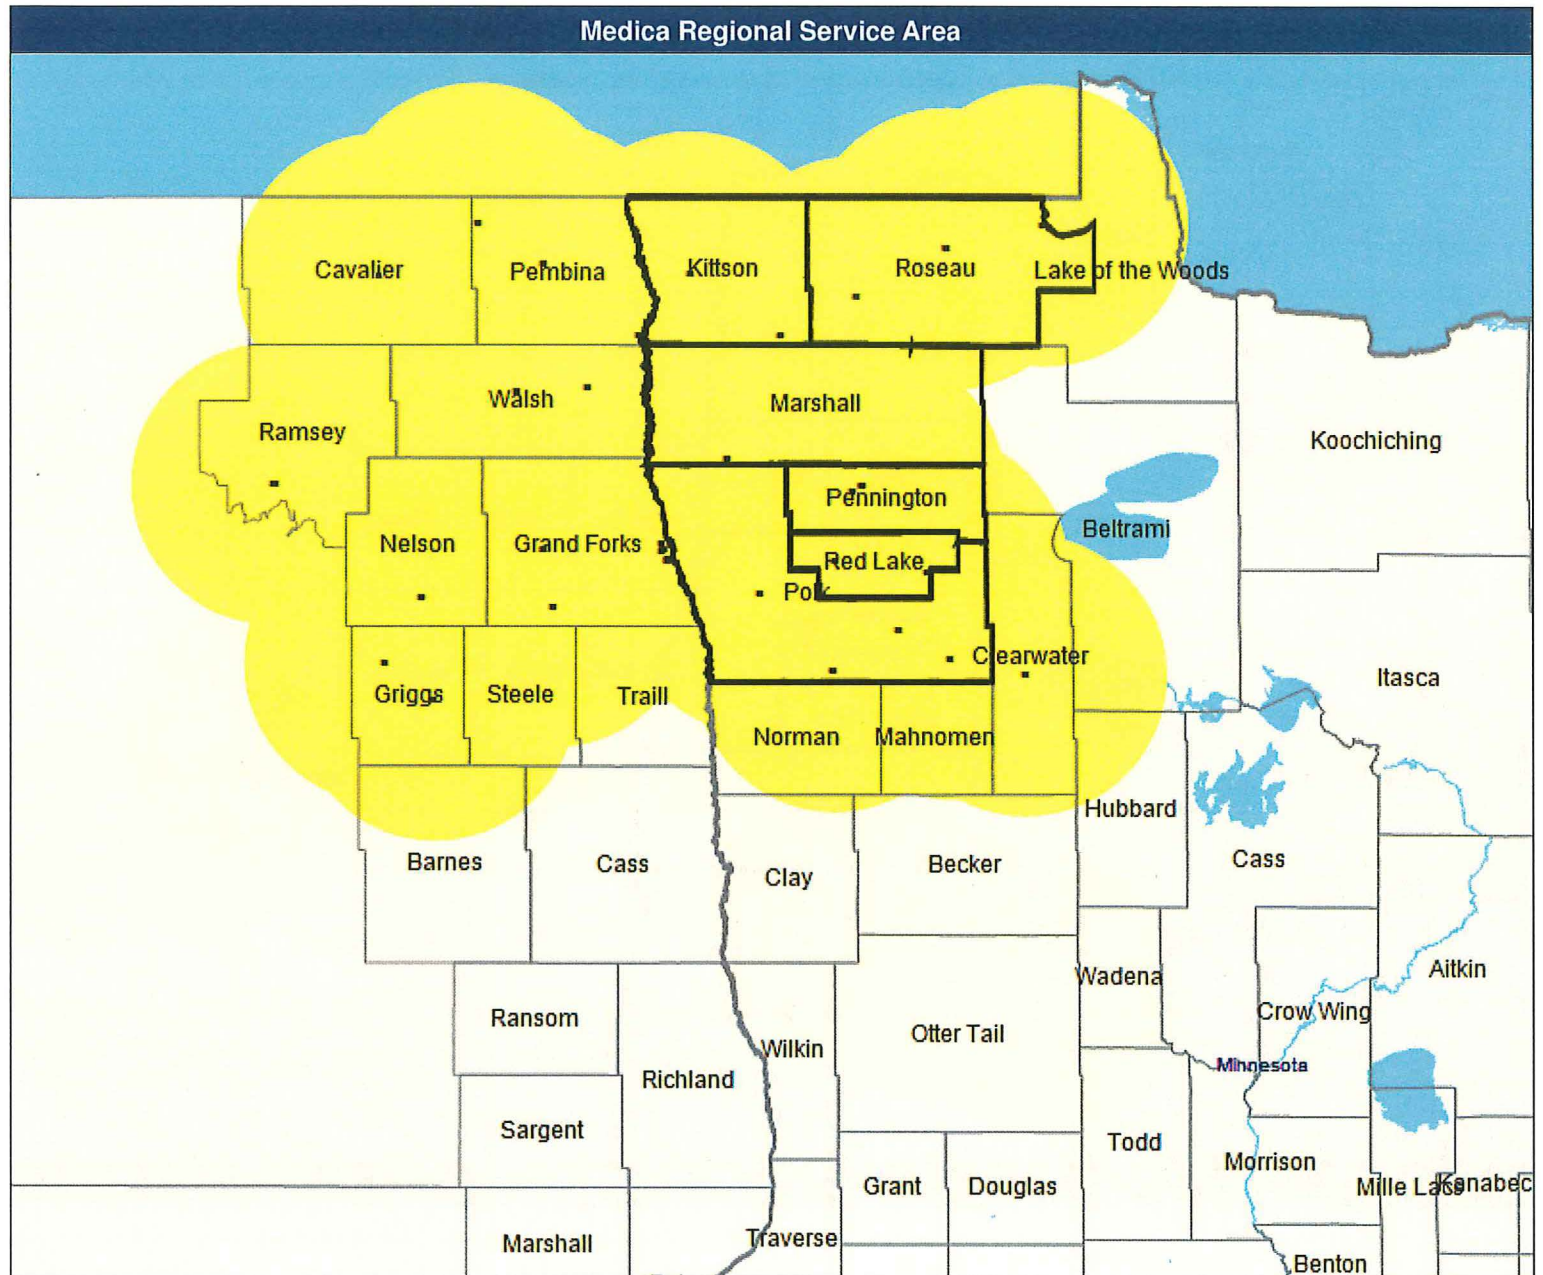 Medica Regional Service Area
Cavalier
Pembina
Kittson
Roseau
Lake of the Woods
Walsh
Marshall
Ramsey
Koochiching
Pennington
Nelson
Grand Forks
Beltrami
Red Lake
Polk
Clearwater
Griggs
Steele
Traill
Itasca
Norman
Mahnomen
Hubbard
Barnes
Cass
Clay
Becker
Cass
Wadena
Aitkin
Ransom
Crow Wing
Otter Tail
Wilkin
Minnesota
Richland
Sargent
Todd
Morrison
Grant
Douglas
Mille Lacs
Kanabec
Marshall
Traverse
Benton